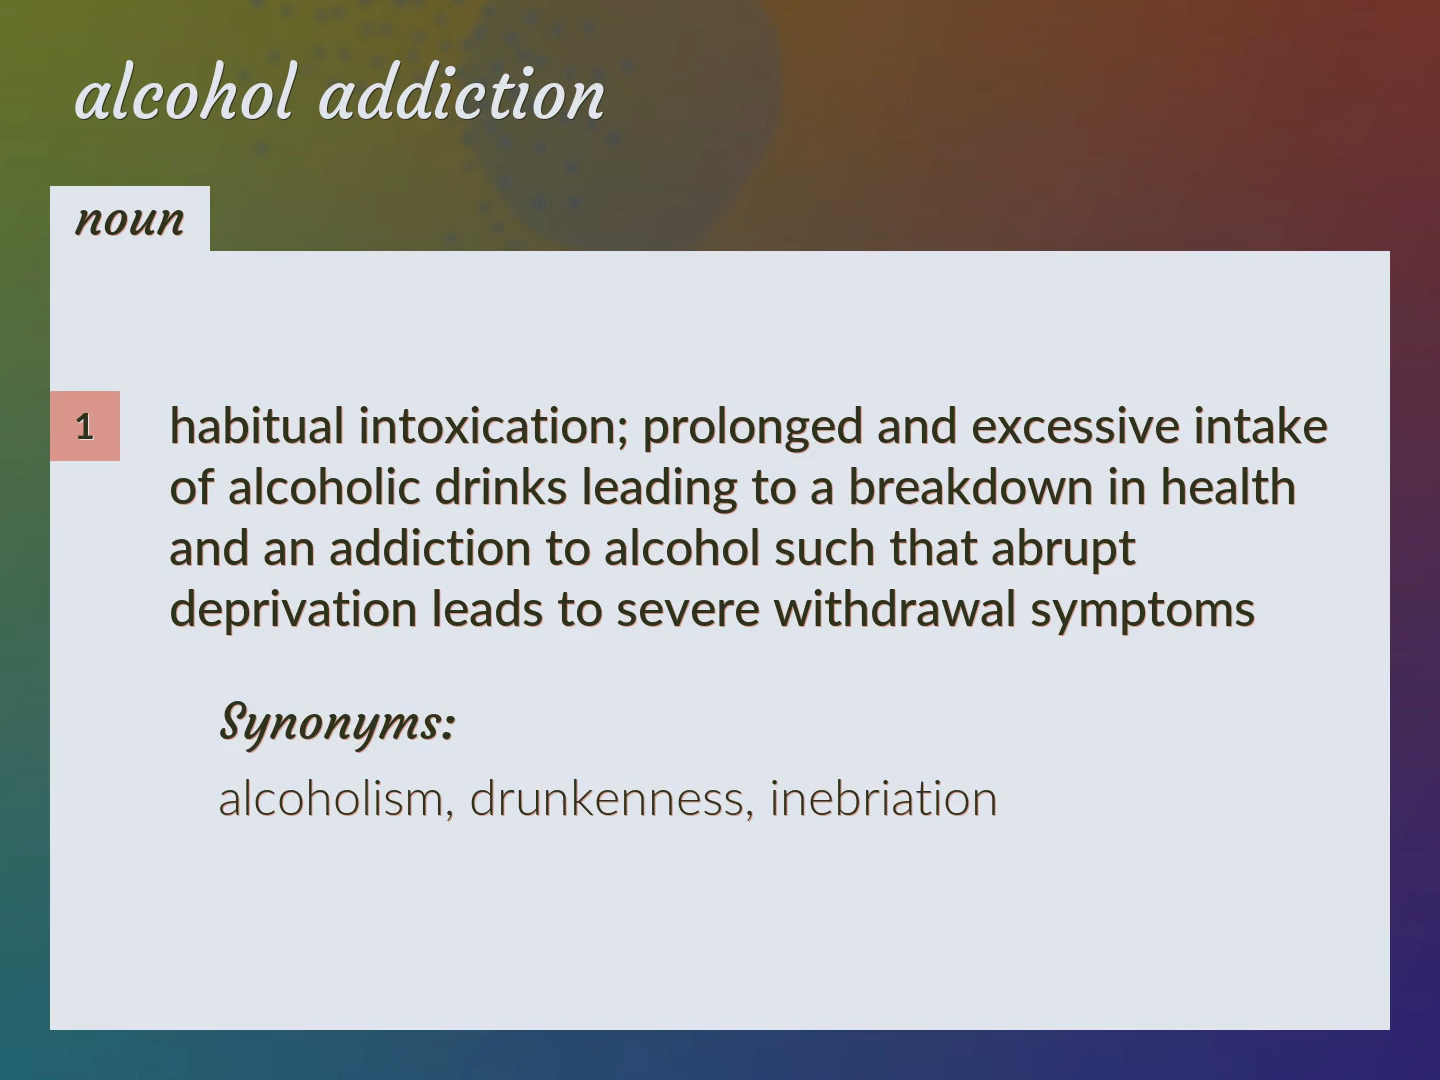 alcohol addiction
noun
1
habitual intoxication; prolonged and excessive intake
of alcoholic drinks leading to a breakdown in health
and an addiction to alcohol such that abrupt
deprivation leads to severe withdrawal symptoms
Synonyms:
alcoholism, drunkenness, inebriation